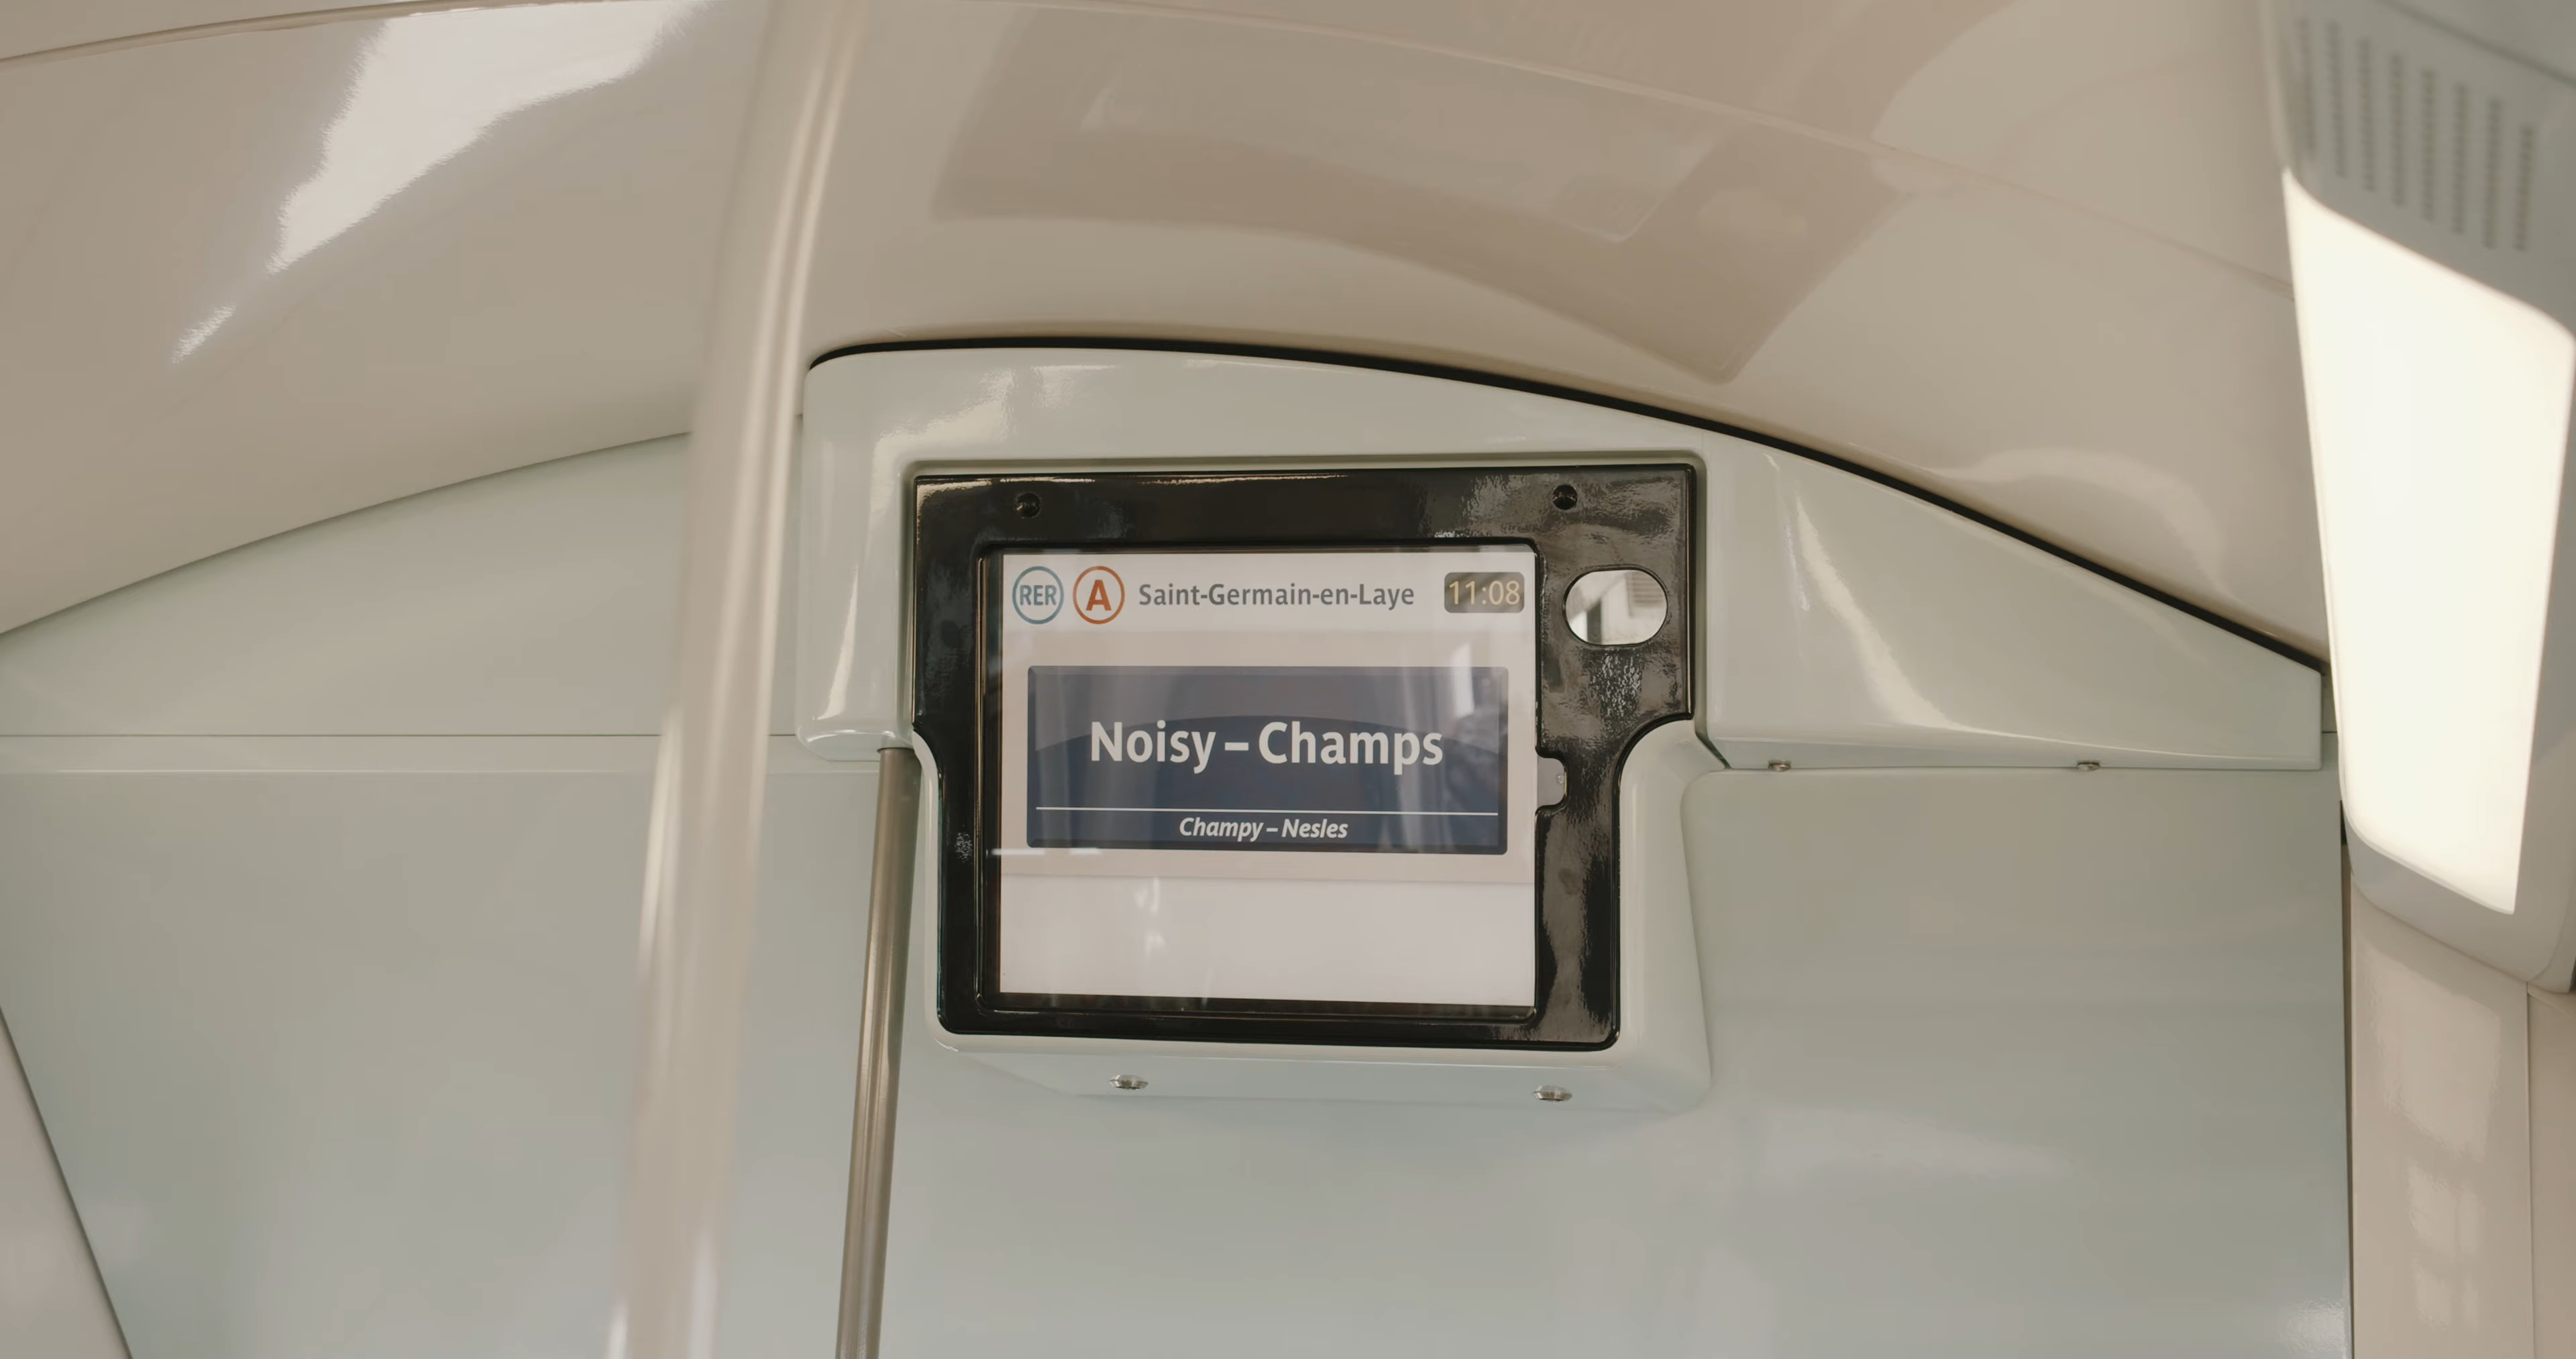 RER A Saint-Germain-en-Laye 11:08
Noisy – Champs
Champy – Nesles